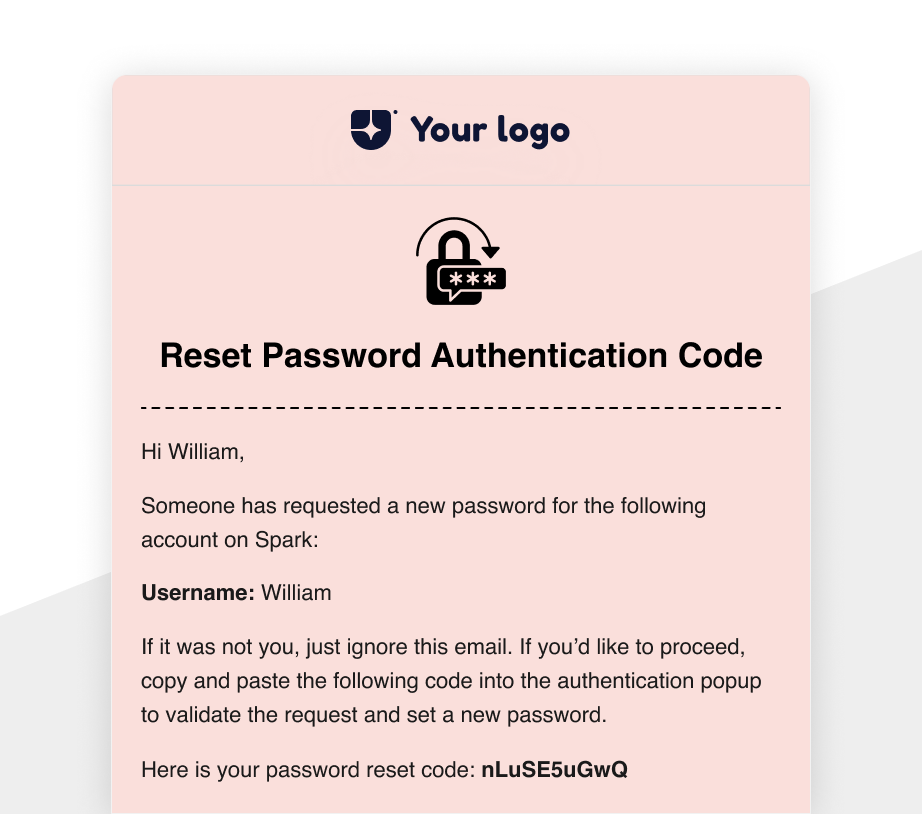 Your logo
***
Reset Password Authentication Code
Hi William,
Someone has requested a new password for the following
account on Spark:
Username: William
If it was not you, just ignore this email. If you’d like to proceed,
copy and paste the following code into the authentication popup
to validate the request and set a new password.
Here is your password reset code: nLuSE5uGwQ